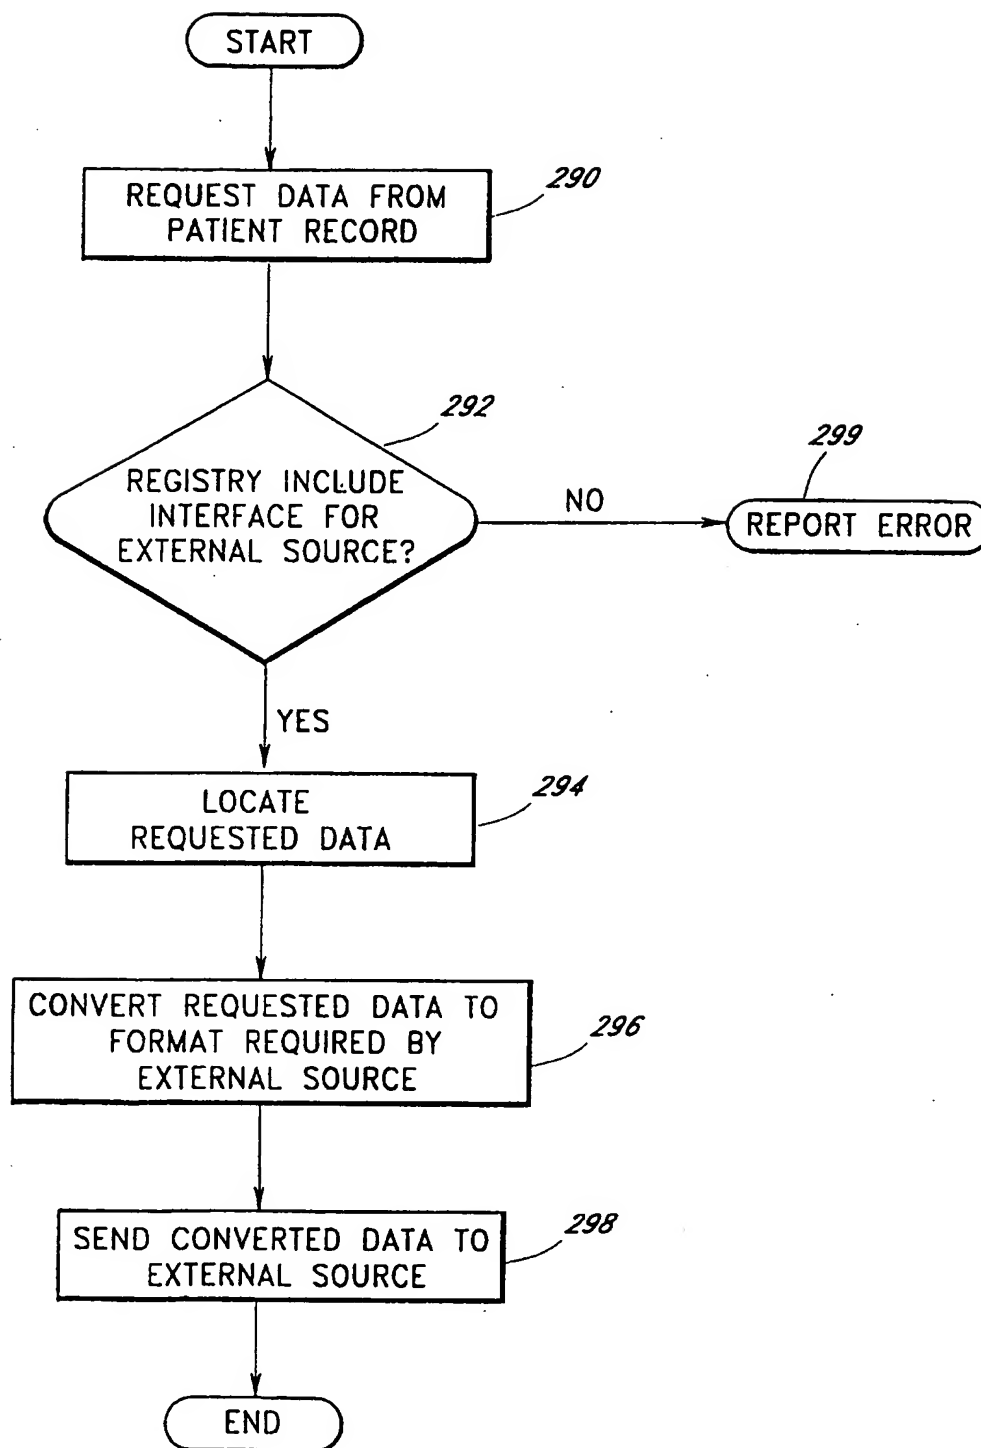 START
REQUEST DATA FROM
PATIENT RECORD
290
292
REGISTRY INCLUDE
INTERFACE FOR
EXTERNAL SOURCE?
NO
299
REPORT ERROR
YES
LOCATE
REQUESTED DATA
294
CONVERT REQUESTED DATA TO
FORMAT REQUIRED BY
EXTERNAL SOURCE
296
SEND CONVERTED DATA TO
EXTERNAL SOURCE
298
END